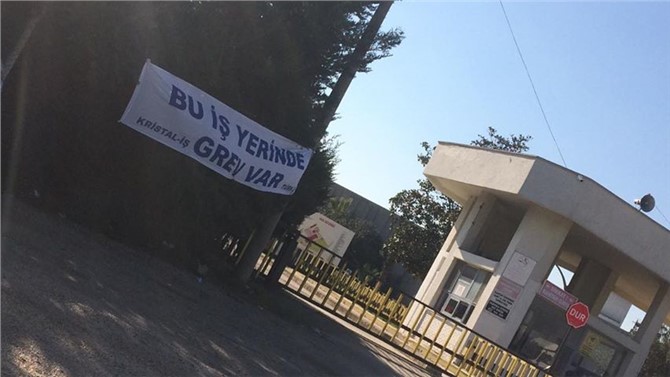 BU İŞ YERİNDE
KRİSTAL-İŞ GREV VAR
DUR